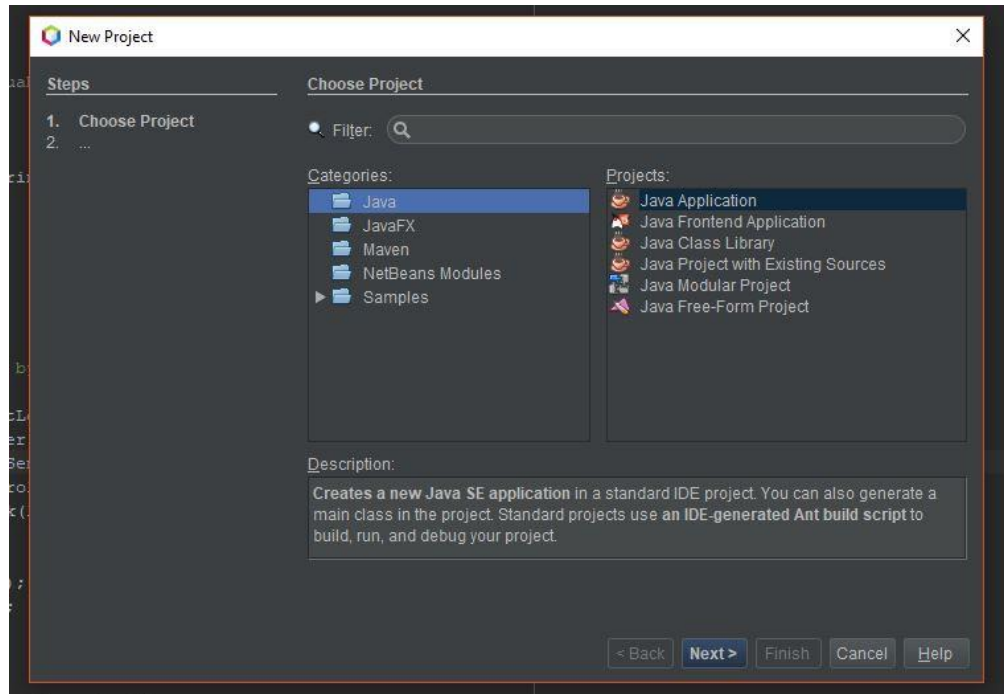 New Project
Steps
1. Choose Project
2. ...
Choose Project
Filter:
Categories:
Java
JavaFX
Maven
NetBeans Modules
Samples
Projects:
Java Application
Java Frontend Application
Java Class Library
Java Project with Existing Sources
Java Modular Project
Java Free-Form Project
Description:
Creates a new Java SE application in a standard IDE project. You can also generate a
main class in the project. Standard projects use an IDE-generated Ant build script to
build, run, and debug your project.
< Back Next > Finish Cancel Help